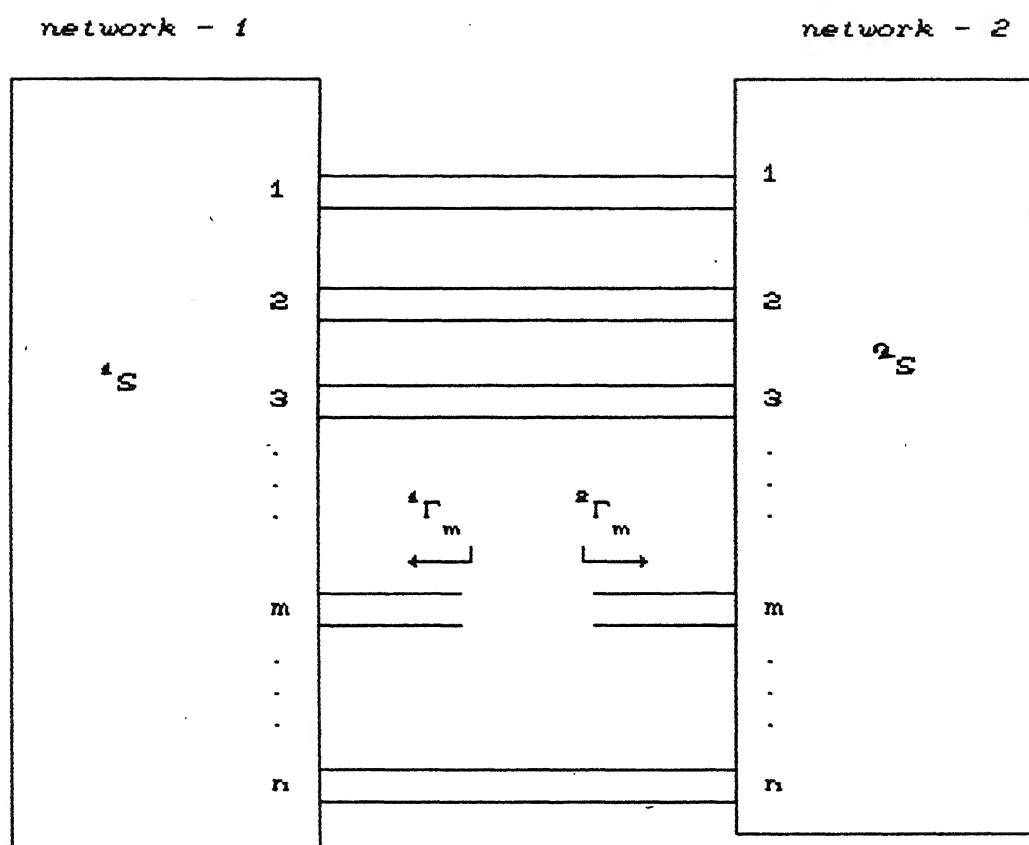 network - 1 network - 2
1 1
2 2
¹S ²S
3 3
. .
. .
. .
¹Γₘ ²Γₘ
m m
. .
. .
. .
n n